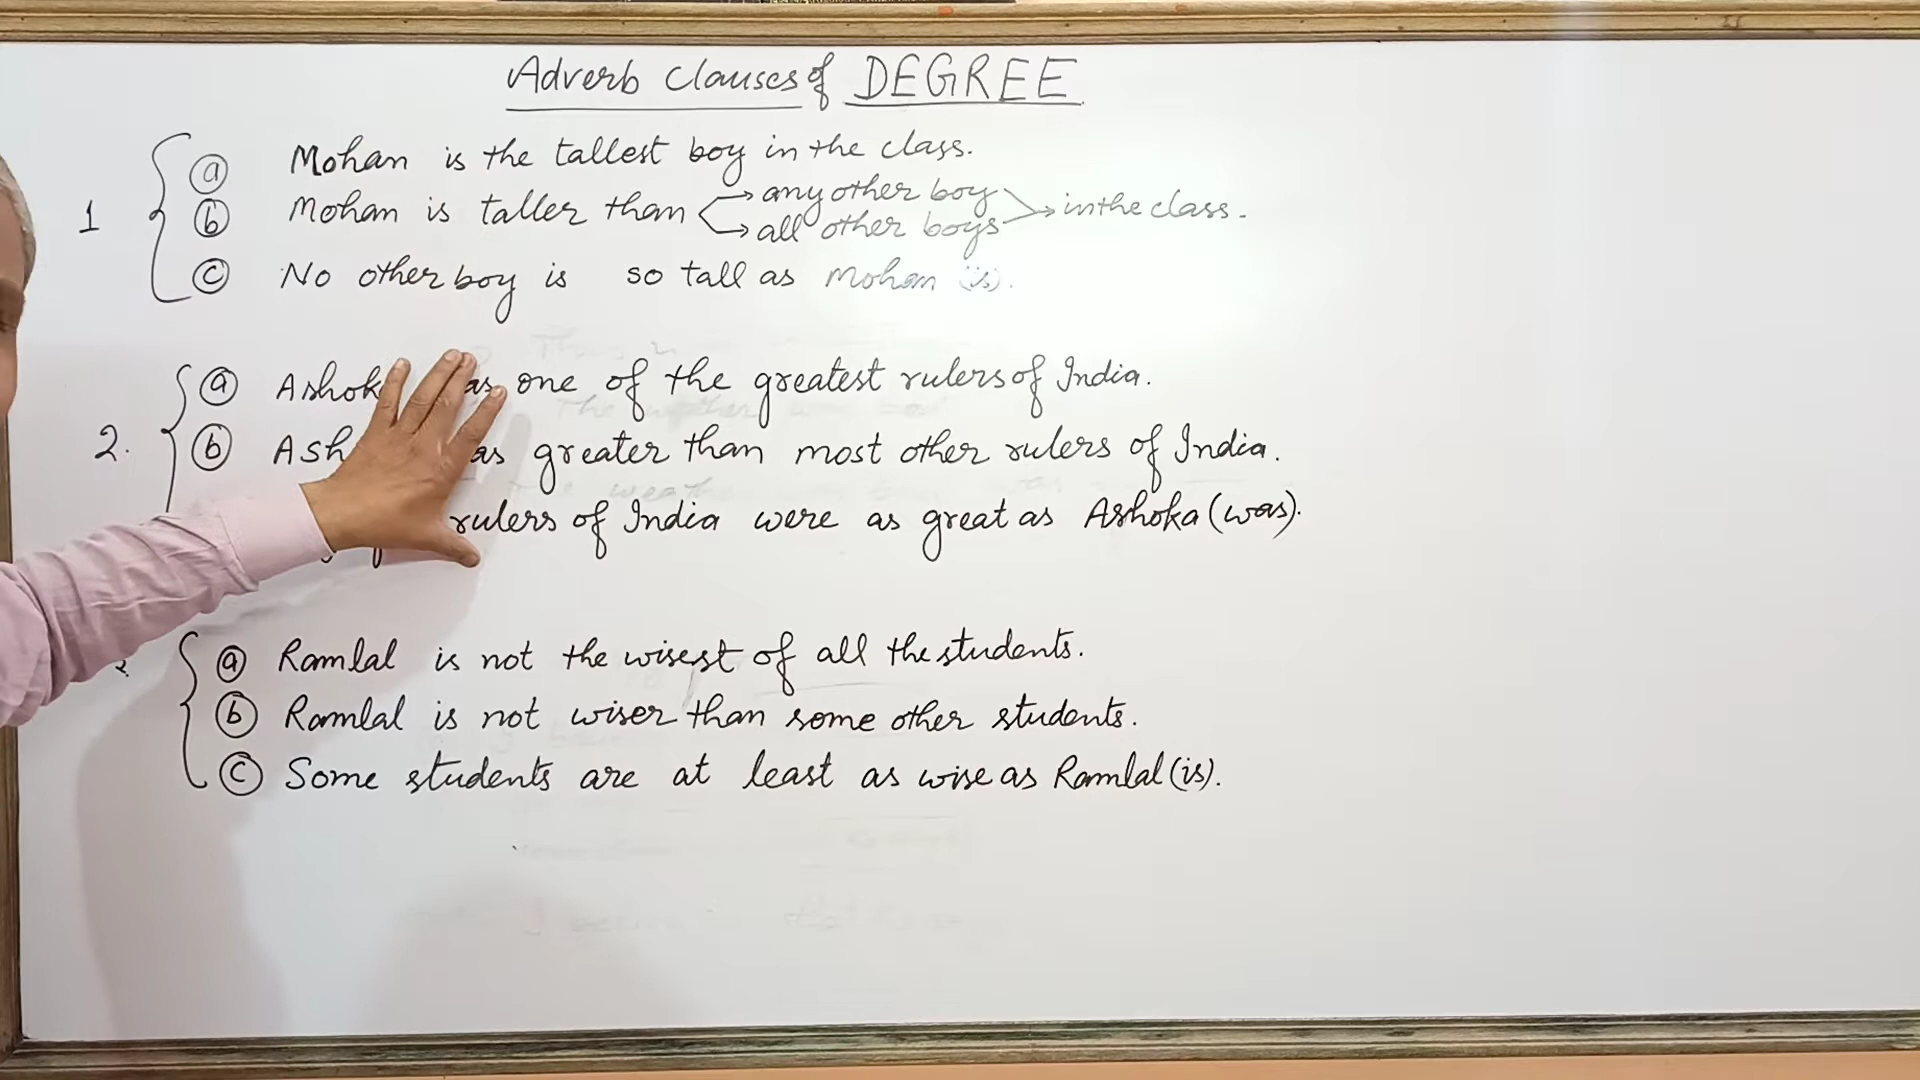 Adverb Clauses of DEGREE
1
(a) Mohan is the tallest boy in the class.
(b) Mohan is taller than → any other boy → in the class.
→ all other boys
(c) No other boy is so tall as Mohan (is).
2.
(a) Ashok as one of the greatest rulers of India.
(b) Ash as greater than most other rulers of India.
rulers of India were as great as Ashoka (was).
(a) Ramlal is not the wisest of all the students.
(b) Ramlal is not wiser than some other students.
(c) Some students are at least as wise as Ramlal (is).